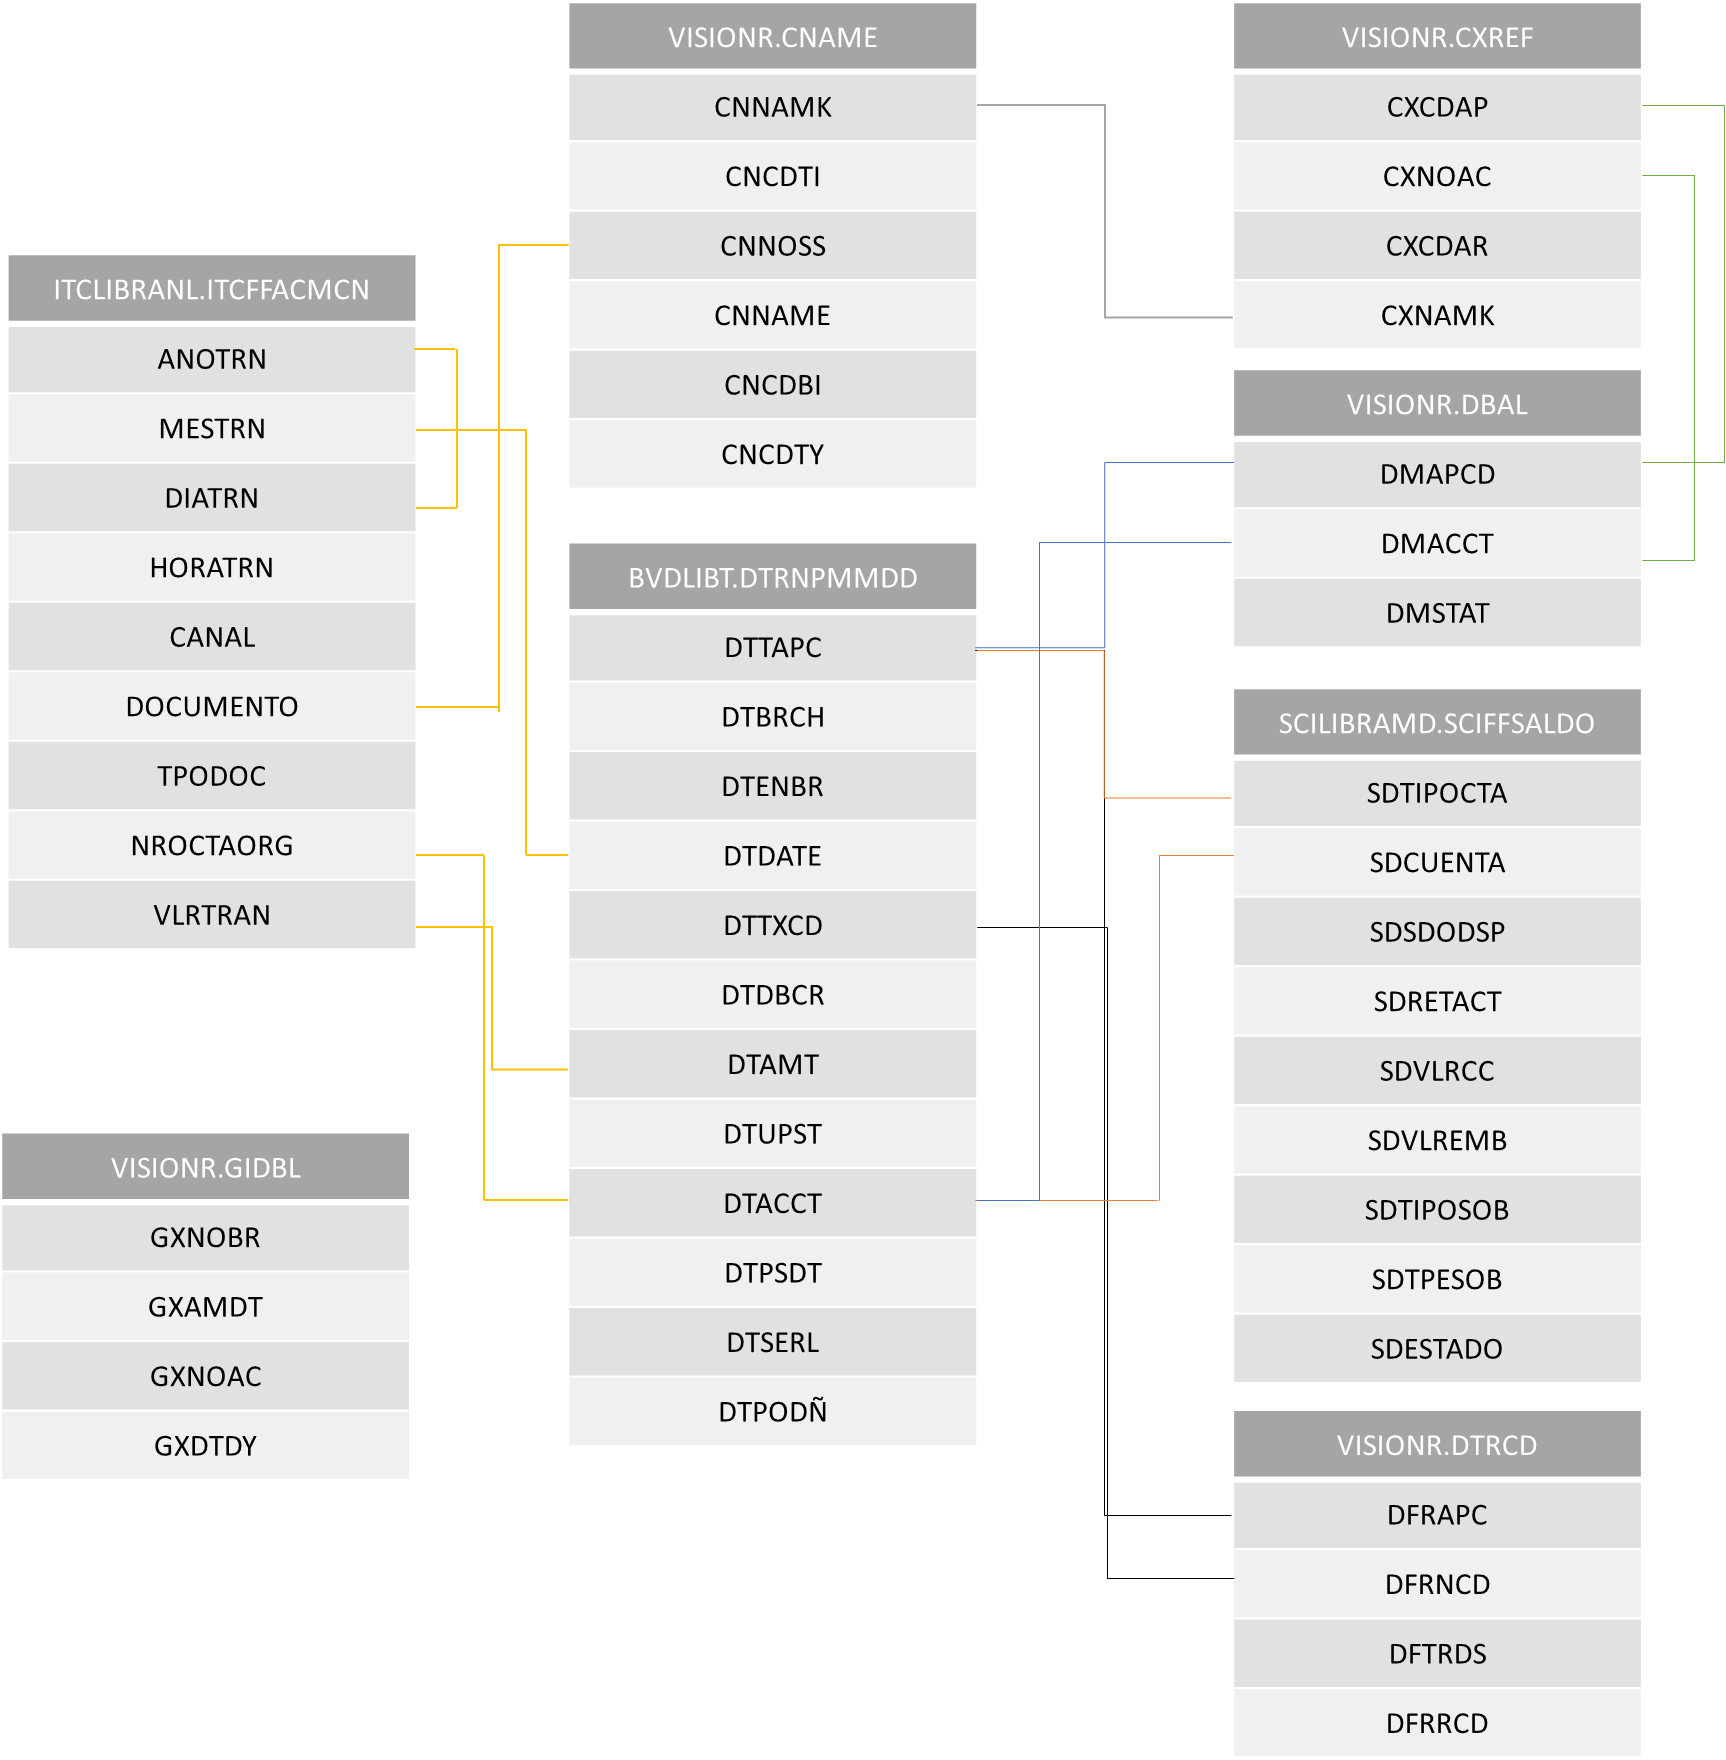 VISIONR.CNAME
CNNAMK
CNCDTI
CNNOSS
CNNAME
CNCDBI
CNCDTY
VISIONR.CXREF
CXCDAP
CXNOAC
CXCDAR
CXNAMK
ITCLIBRANL.ITCFFACMCN
ANOTRN
MESTRN
DIATRN
HORATRN
CANAL
DOCUMENTO
TPODOC
NROCTAORG
VLRTRAN
VISIONR.DBAL
DMAPCD
DMACCT
DMSTAT
BVDLIBT.DTRNPMMDD
DTTAPC
DTBRCH
DTENBR
DTDATE
DTTXCD
DTDBCR
DTAMT
DTUPST
DTACCT
DTPSDT
DTSERL
DTPODÑ
SCILIBRAMD.SCIFFSALDO
SDTIPOCTA
SDCUENTA
SDSDODSP
SDRETACT
SDVLRCC
SDVLREMB
SDTIPOSOB
SDTPESOB
SDESTADO
VISIONR.GIDBL
GXNOBR
GXAMDT
GXNOAC
GXDTDY
VISIONR.DTRCD
DFRAPC
DFRNCD
DFTRDS
DFRRCD